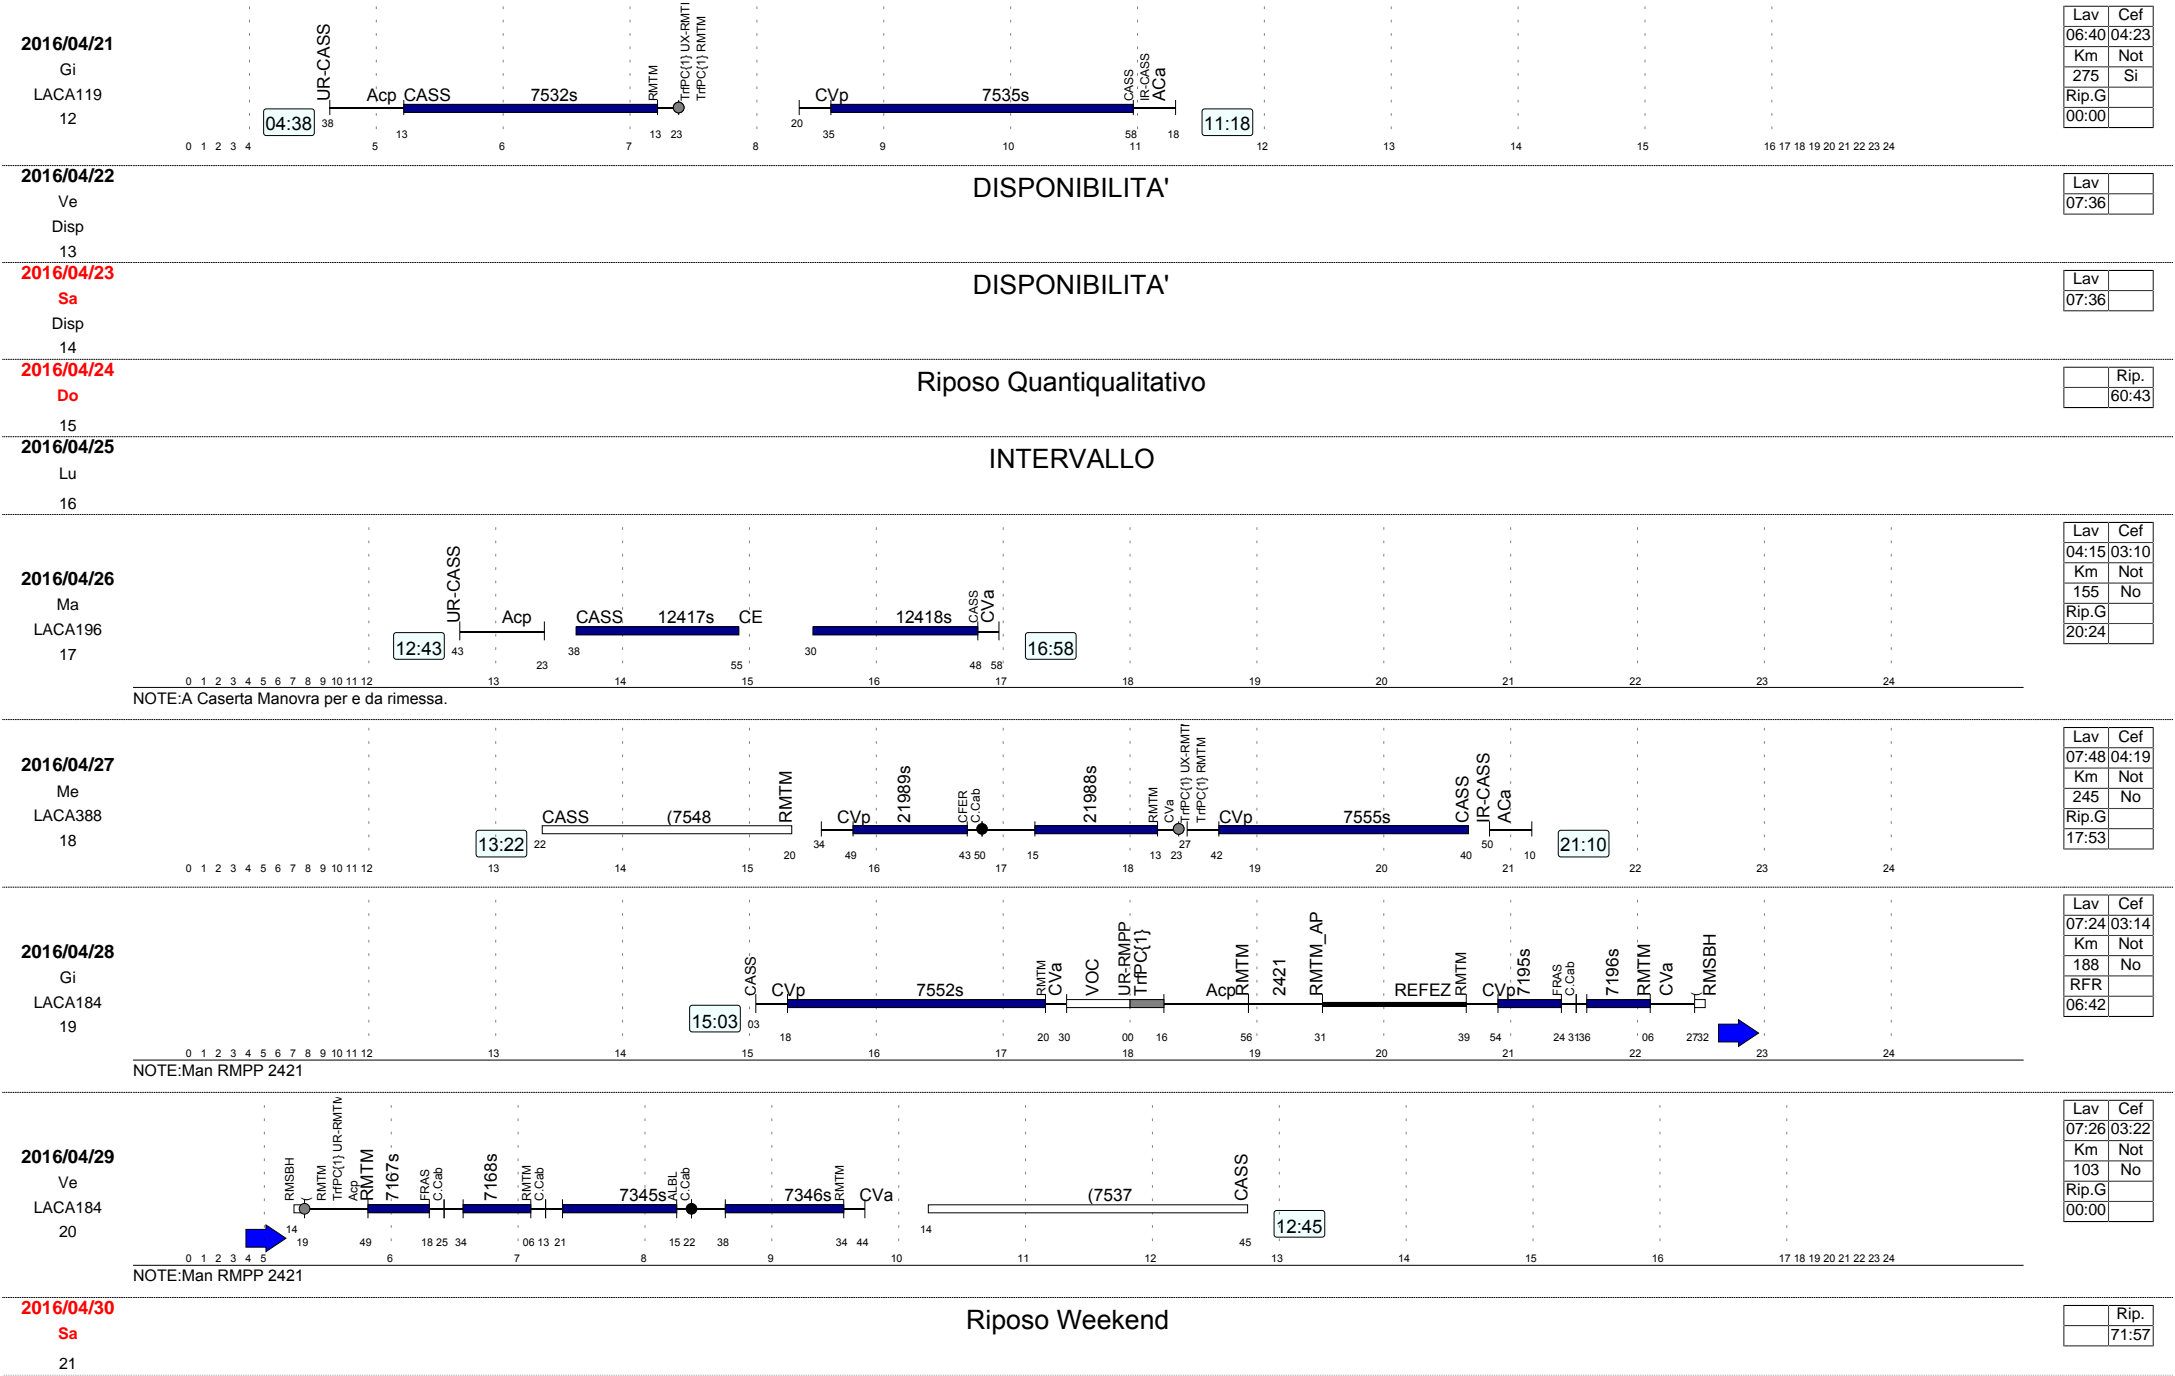 2016/04/21
Gi
LACA119
12
04:38
UR-CASS
Acp CASS 7532s RMTM
TrfPC{1} UX-RMTI
TrfPC{1} RMTM
CVp 7535s CASS IR-CASS ACa
11:18
38 13 13 23 20 35 58 18
0 1 2 3 4 5 6 7 8 9 10 11 12 13 14 15 16 17 18 19 20 21 22 23 24
Lav Cef
06:40 04:23
Km Not
275 Si
Rip.G
00:00
2016/04/22
Ve
Disp
13
DISPONIBILITA'
Lav
07:36
2016/04/23
Sa
Disp
14
DISPONIBILITA'
Lav
07:36
2016/04/24
Do
15
Riposo Quantiqualitativo
Rip.
60:43
2016/04/25
Lu
16
INTERVALLO
2016/04/26
Ma
LACA196
17
12:43
UR-CASS Acp CASS 12417s CE 12418s CASS CVa
16:58
43 23 38 55 30 48 58
0 1 2 3 4 5 6 7 8 9 10 11 12 13 14 15 16 17 18 19 20 21 22 23 24
NOTE:A Caserta Manovra per e da rimessa.
Lav Cef
04:15 03:10
Km Not
155 No
Rip.G
20:24
2016/04/27
Me
LACA388
18
13:22
CASS (7548 RMTM CVp 21989s CFER C.Cab 21988s RMTM CVa
TrfPC{1} UX-RMTI
TrfPC{1} RMTM
CVp 7555s CASS IR-CASS ACa
21:10
22 20 34 49 43 50 15 13 23 27 42 40 50 10
0 1 2 3 4 5 6 7 8 9 10 11 12 13 14 15 16 17 18 19 20 21 22 23 24
Lav Cef
07:48 04:19
Km Not
245 No
Rip.G
17:53
2016/04/28
Gi
LACA184
19
15:03
CASS CVp 7552s RMTM CVa VOC UR-RMPP TrfPC{1} Acp RMTM 2421 RMTM_AP REFEZ RMTM CVp 7195s FRAS C.Cab 7196s RMTM CVa ( RMSBH
03 18 20 30 00 16 56 31 39 54 24 31 36 06 27 32
0 1 2 3 4 5 6 7 8 9 10 11 12 13 14 15 16 17 18 19 20 21 22 23 24
NOTE:Man RMPP 2421
Lav Cef
07:24 03:14
Km Not
188 No
RFR
06:42
2016/04/29
Ve
LACA184
20
RMSBH ( RMTM TrfPC{1} UR-RMTM Acp RMTM 7167s FRAS C.Cab 7168s RMTM C.Cab 7345s ALBL C.Cab 7346s RMTM CVa (7537 CASS
12:45
14 19 49 18 25 34 06 13 21 15 22 38 34 44 14 45
0 1 2 3 4 5 6 7 8 9 10 11 12 13 14 15 16 17 18 19 20 21 22 23 24
NOTE:Man RMPP 2421
Lav Cef
07:26 03:22
Km Not
103 No
Rip.G
00:00
2016/04/30
Sa
21
Riposo Weekend
Rip.
71:57